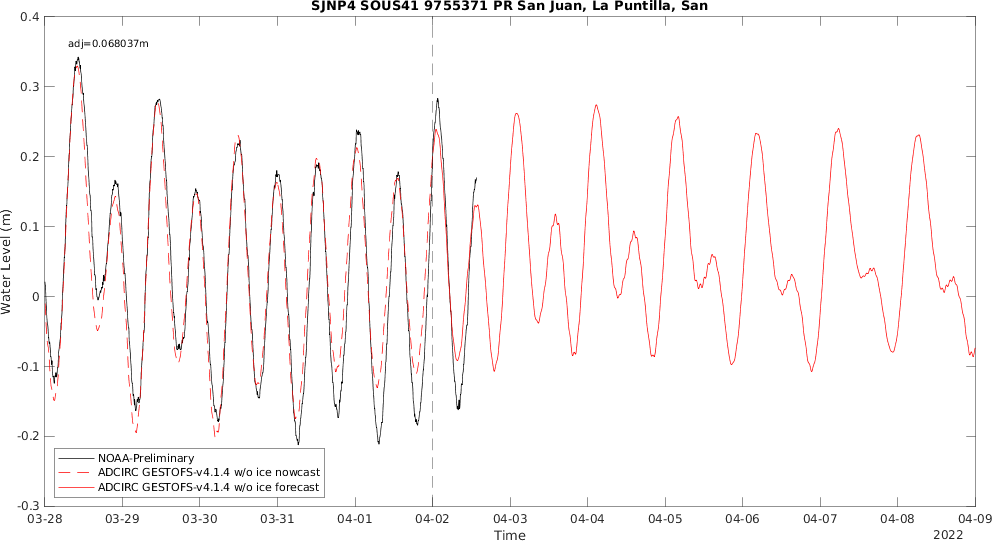 SJNP4 SOUS41 9755371 PR San Juan, La Puntilla, San
adj=0.068037m
0.4
0.3
0.2
0.1
0
-0.1
-0.2
-0.3
Water Level (m)
NOAA-Preliminary
ADCIRC GESTOFS-v4.1.4 w/o ice nowcast
ADCIRC GESTOFS-v4.1.4 w/o ice forecast
03-28 03-29 03-30 03-31 04-01 04-02 04-03 04-04 04-05 04-06 04-07 04-08 04-09
Time
2022